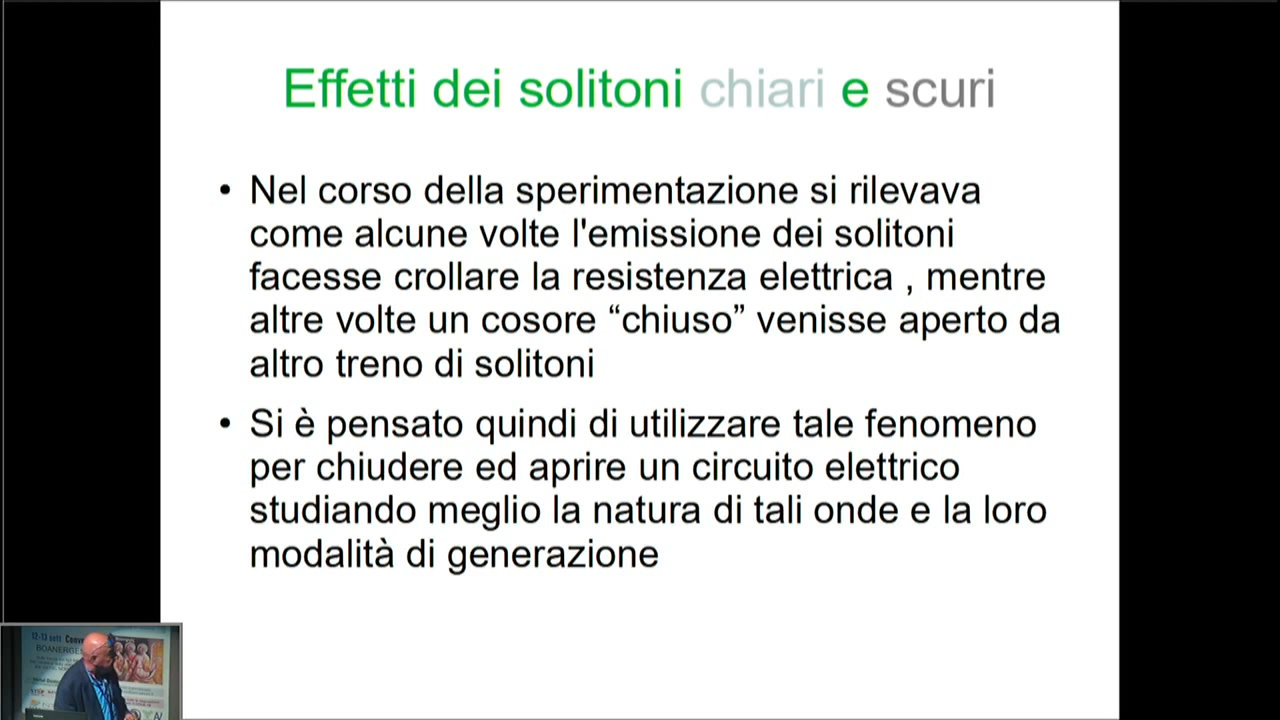 Effetti dei solitoni chiari e scuri
• Nel corso della sperimentazione si rilevava
come alcune volte l'emissione dei solitoni
facesse crollare la resistenza elettrica , mentre
altre volte un cosore “chiuso” venisse aperto da
altro treno di solitoni
• Si è pensato quindi di utilizzare tale fenomeno
per chiudere ed aprire un circuito elettrico
studiando meglio la natura di tali onde e la loro
modalità di generazione
12-13 sett